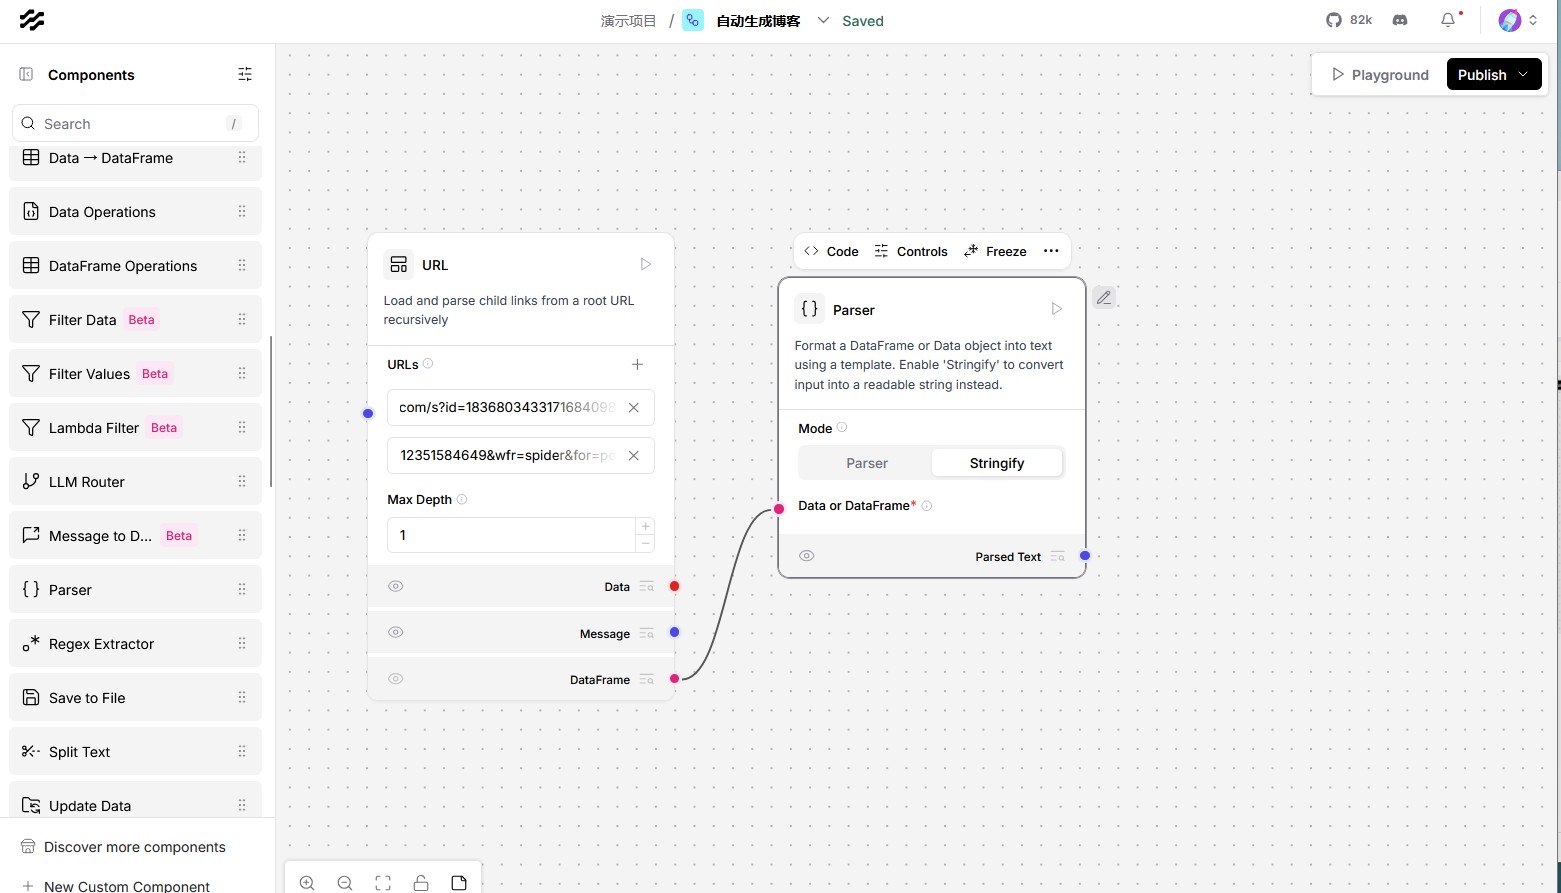 演示项目 / 自动生成博客 Saved
82k
Components
Search /
Data → DataFrame
Data Operations
DataFrame Operations
Filter Data Beta
Filter Values Beta
Lambda Filter Beta
LLM Router
Message to D... Beta
Parser
Regex Extractor
Save to File
Split Text
Update Data
Discover more components
New Custom Component
Playground
Publish
URL
Load and parse child links from a root URL
recursively
URLs
com/s?id=1836803433171684098
12351584649&wfr=spider&for=pc
Max Depth
1
Data
Message
DataFrame
Code Controls Freeze
Parser
Format a DataFrame or Data object into text
using a template. Enable 'Stringify' to convert
input into a readable string instead.
Mode
Parser Stringify
Data or DataFrame*
Parsed Text